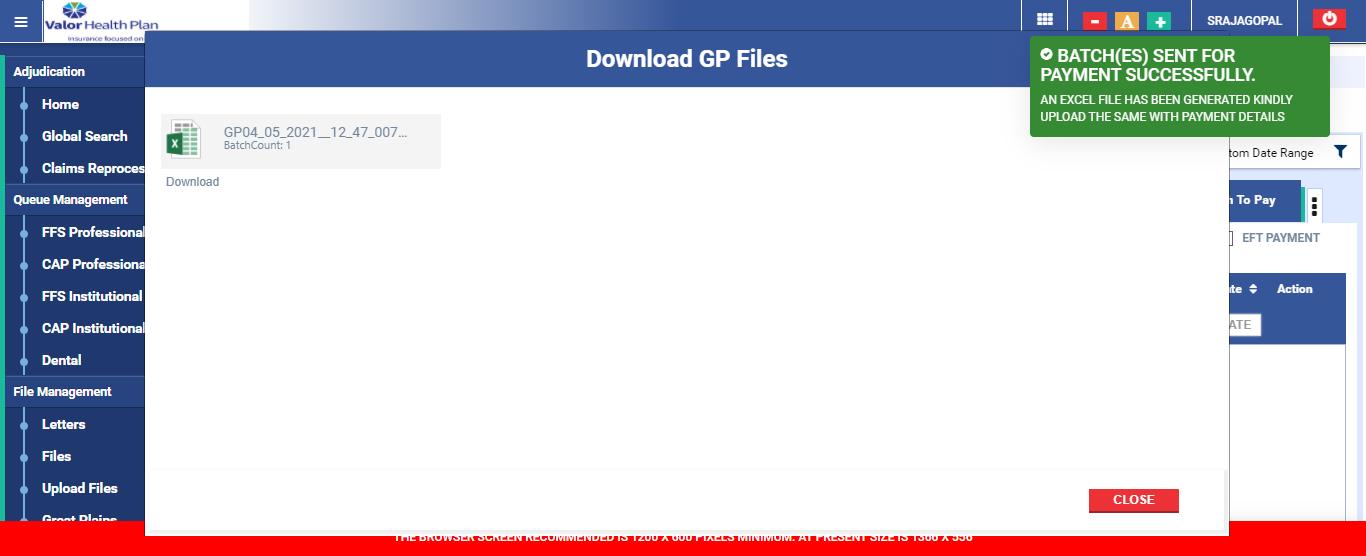 Valor Health Plan
Insurance focused on
A
SRAJAGOPAL
Download GP Files
BATCH(ES) SENT FOR
PAYMENT SUCCESSFULLY.
AN EXCEL FILE HAS BEEN GENERATED KINDLY
UPLOAD THE SAME WITH PAYMENT DETAILS
Adjudication
Home
Global Search
Claims Reproces
Queue Management
FFS Professional
CAP Professiona
FFS Institutional
CAP Institutional
Dental
File Management
Letters
Files
Upload Files
Great Plains
X
GP04_05_2021__12_47_007...
BatchCount: 1
Download
tom Date Range
To Pay
EFT PAYMENT
te
Action
ATE
CLOSE
THE BROWSER SCREEN RECOMMENDED IS 1200 X 600 PIXELS MINIMUM. AT PRESENT SIZE IS 1366 X 556